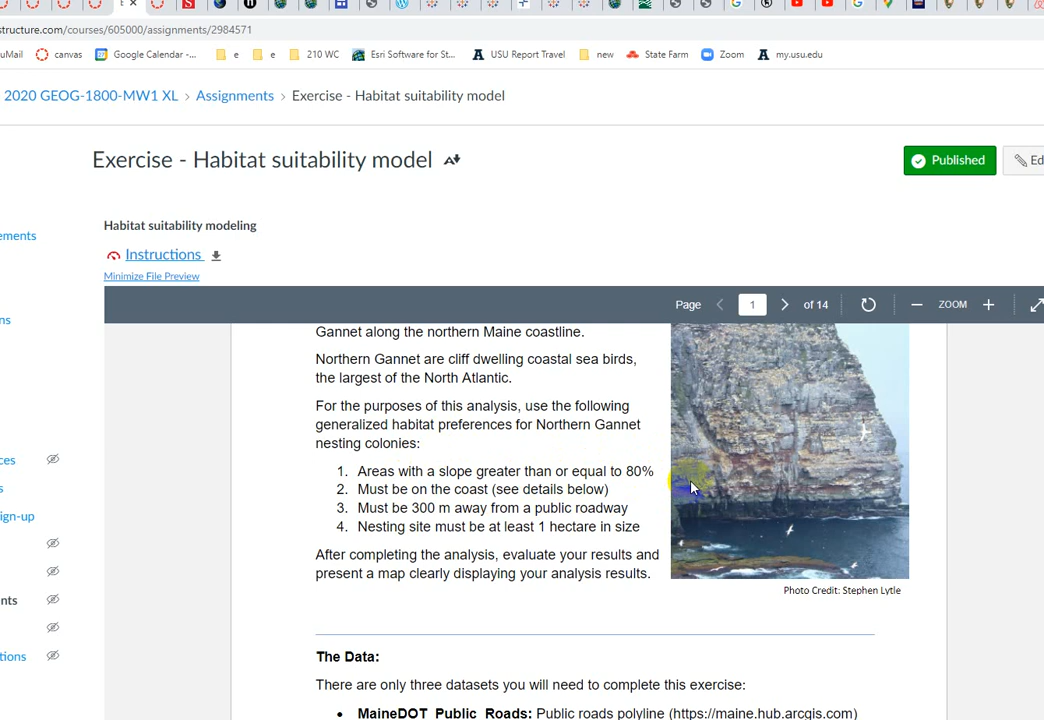 structure.com/courses/605000/assignments/2984571
uMail canvas Google Calendar -... e e 210 WC Esri Software for St... USU Report Travel new State Farm Zoom my.usu.edu
2020 GEOG-1800-MW1 XL > Assignments > Exercise - Habitat suitability model
Exercise - Habitat suitability model
Published Ed
Habitat suitability modeling
ements
Instructions
Minimize File Preview
Page 1 of 14 ZOOM
ns
Gannet along the northern Maine coastline.
Northern Gannet are cliff dwelling coastal sea birds,
the largest of the North Atlantic.
For the purposes of this analysis, use the following
generalized habitat preferences for Northern Gannet
nesting colonies:
ces
1. Areas with a slope greater than or equal to 80%
s
2. Must be on the coast (see details below)
3. Must be 300 m away from a public roadway
ign-up
4. Nesting site must be at least 1 hectare in size
After completing the analysis, evaluate your results and
present a map clearly displaying your analysis results.
Photo Credit: Stephen Lytle
nts
tions
The Data:
There are only three datasets you will need to complete this exercise:
• MaineDOT_Public_Roads: Public roads polyline (https://maine.hub.arcgis.com)